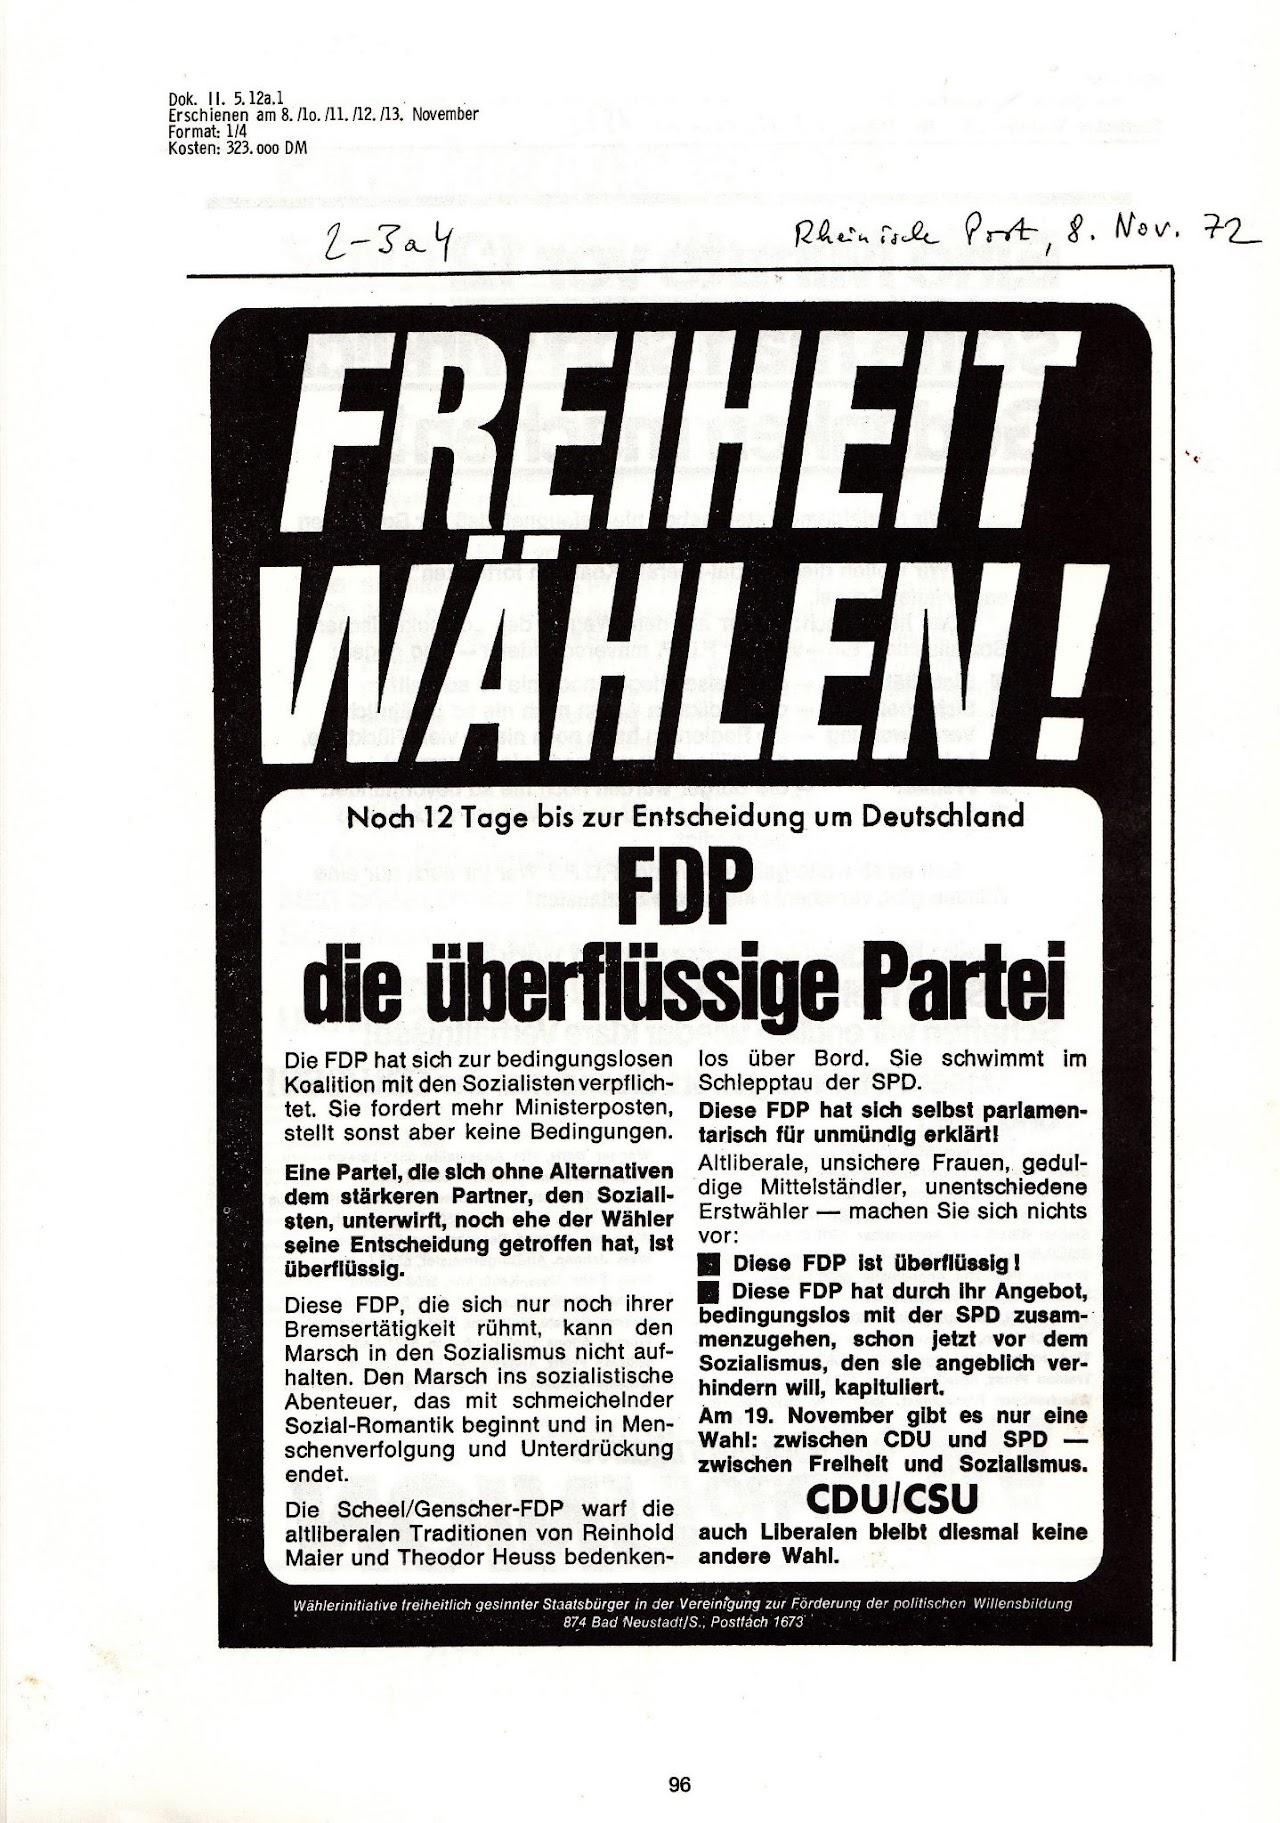 Dok. II. 5.12a.1
Erschienen am 8./1o./11./12./13. November
Format: 1/4
Kosten: 323.ooo DM
2-3a4
Rheinische Post, 8. Nov. 72
FREIHEIT
WÄHLEN!
Noch 12 Tage bis zur Entscheidung um Deutschland
FDP
die überflüssige Partei
Die FDP hat sich zur bedingungslosen
Koalition mit den Sozialisten verpflich-
tet. Sie fordert mehr Ministerposten,
stellt sonst aber keine Bedingungen.
Eine Partei, die sich ohne Alternativen
dem stärkeren Partner, den Soziali-
sten, unterwirft, noch ehe der Wähler
seine Entscheidung getroffen hat, ist
überflüssig.
Diese FDP, die sich nur noch ihrer
Bremsertätigkeit rühmt, kann den
Marsch in den Sozialismus nicht auf-
halten. Den Marsch ins sozialistische
Abenteuer, das mit schmeichelnder
Sozial-Romantik beginnt und in Men-
schenverfolgung und Unterdrückung
endet.
Die Scheel/Genscher-FDP warf die
altliberalen Traditionen von Reinhold
Maier und Theodor Heuss bedenken-
los über Bord. Sie schwimmt im
Schlepptau der SPD.
Diese FDP hat sich selbst parlamen-
tarisch für unmündig erklärt!
Altliberale, unsichere Frauen, gedul-
dige Mittelständler, unentschiedene
Erstwähler — machen Sie sich nichts
vor:
■ Diese FDP ist überflüssig!
■ Diese FDP hat durch ihr Angebot,
bedingungslos mit der SPD zusam-
menzugehen, schon jetzt vor dem
Sozialismus, den sie angeblich ver-
hindern will, kapituliert.
Am 19. November gibt es nur eine
Wahl: zwischen CDU und SPD —
zwischen Freiheit und Sozialismus.
CDU/CSU
auch Liberalen bleibt diesmal keine
andere Wahl.
Wählerinitiative freiheitlich gesinnter Staatsbürger in der Vereinigung zur Förderung der politischen Willensbildung
874 Bad Neustadt/S., Postfach 1673
96